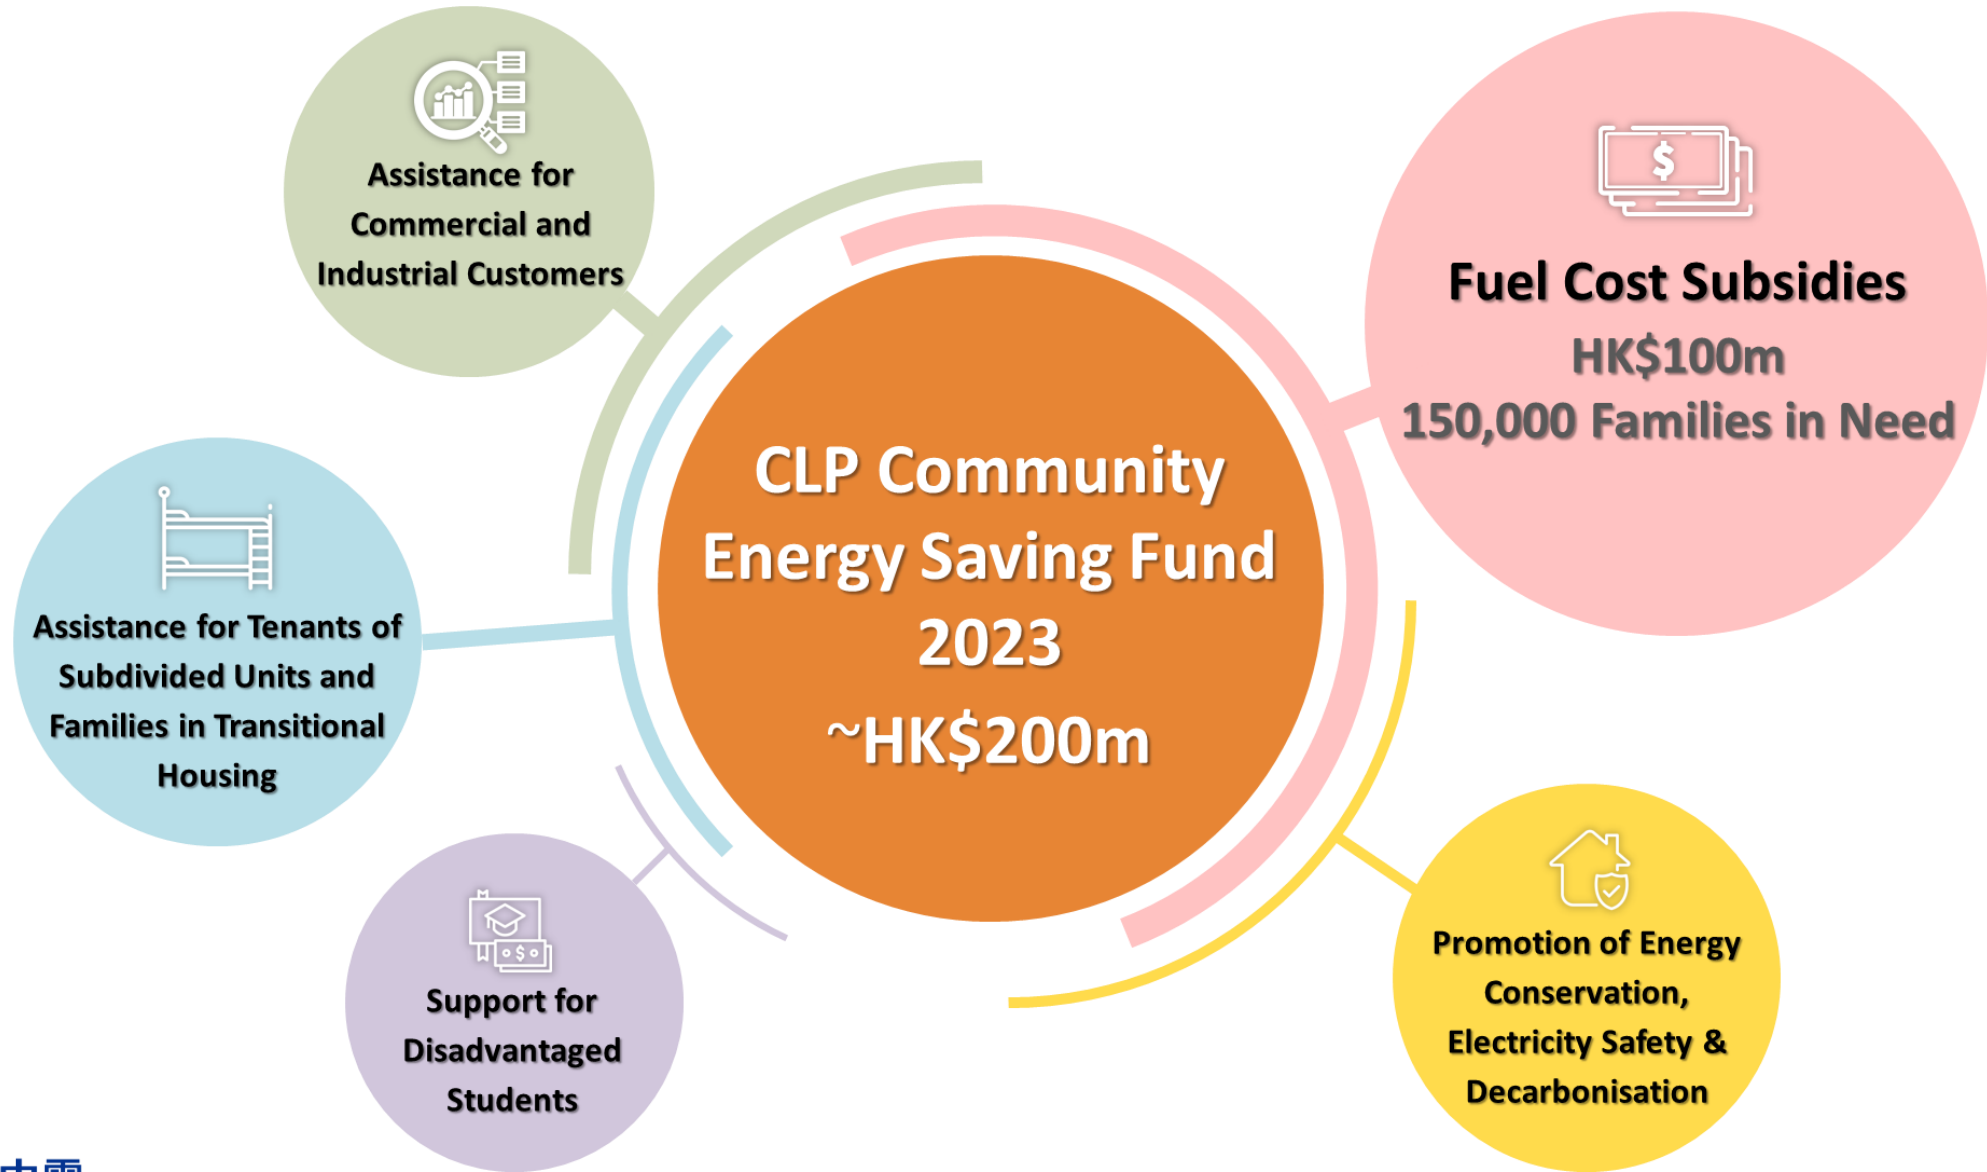 Assistance for
Commercial and
Industrial Customers
$
Fuel Cost Subsidies
HK$100m
150,000 Families in Need
CLP Community
Energy Saving Fund
2023
~HK$200m
Assistance for Tenants of
Subdivided Units and
Families in Transitional
Housing
$
Support for
Disadvantaged
Students
Promotion of Energy
Conservation,
Electricity Safety &
Decarbonisation